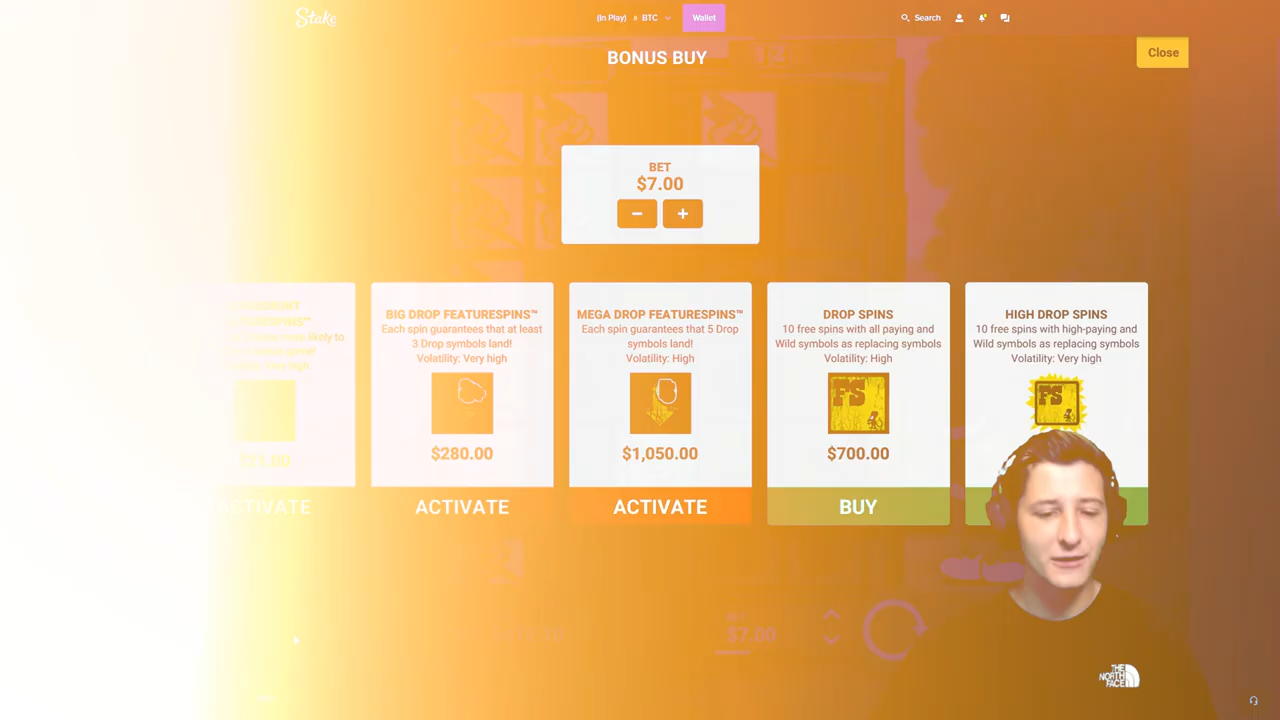 Stake
(In Play) BTC
Wallet
Search
BONUS BUY
Close
BET
$7.00
BIG DROP FEATURESPINS™
Each spin guarantees that at least
3 Drop symbols land!
Volatility: Very high
$280.00
ACTIVATE
MEGA DROP FEATURESPINS™
Each spin guarantees that 5 Drop
symbols land!
Volatility: High
$1,050.00
ACTIVATE
DROP SPINS
10 free spins with all paying and
Wild symbols as replacing symbols
Volatility: High
FS
$700.00
BUY
HIGH DROP SPINS
10 free spins with high-paying and
Wild symbols as replacing symbols
Volatility: Very high
FS
likely to
$21.00
ACTIVATE
$7.00
THE
NORTH
FACE